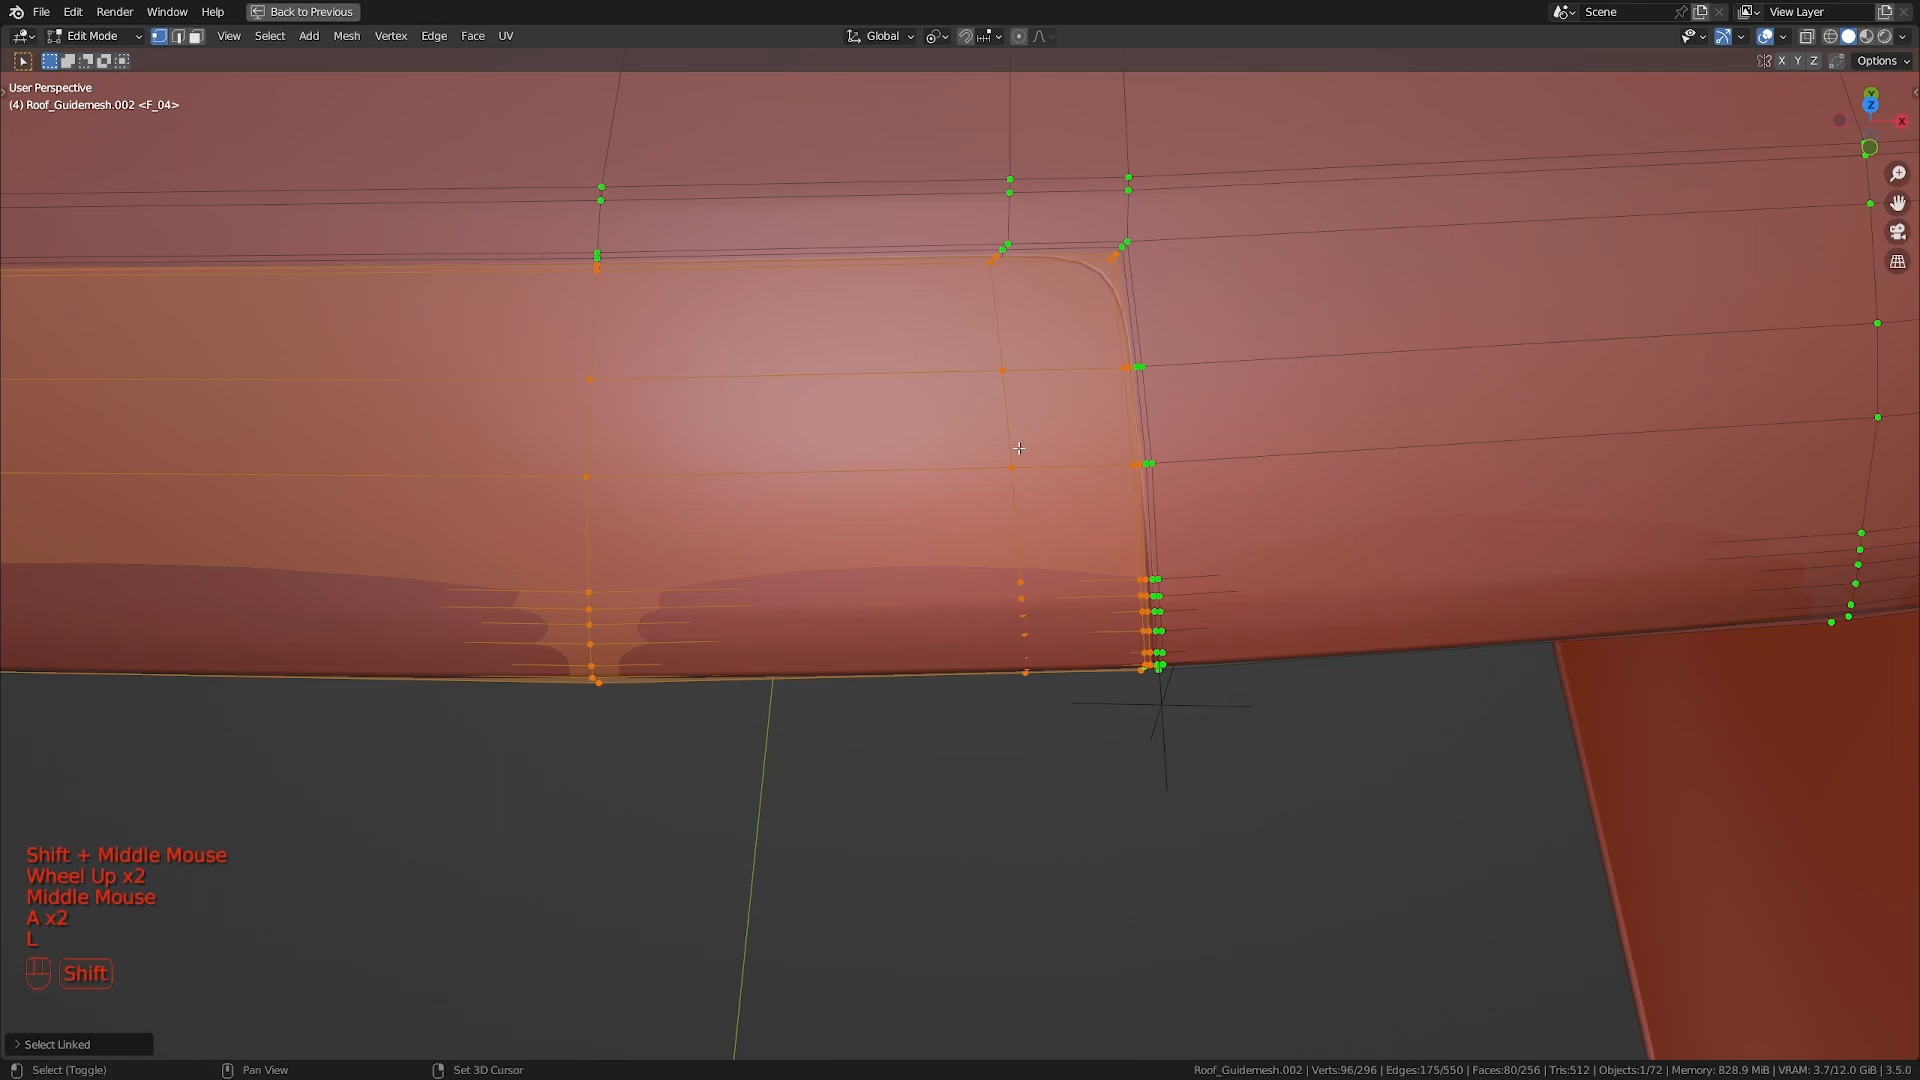 File Edit Render Window Help Back to Previous Scene View Layer
Edit Mode View Select Add Mesh Vertex Edge Face UV Global
X Y Z Options
User Perspective
(4) Roof_Guidemesh.002 <F_04>
Y
Z
X
Shift + Middle Mouse
Wheel Up x2
Middle Mouse
A x2
L
Shift
Select Linked
Select (Toggle) Pan View Set 3D Cursor Roof_Guidemesh.002 | Verts:96/296 | Edges:175/550 | Faces:80/256 | Tris:512 | Objects:1/72 | Memory: 828.9 MiB | VRAM: 3.7/12.0 GiB | 3.5.0